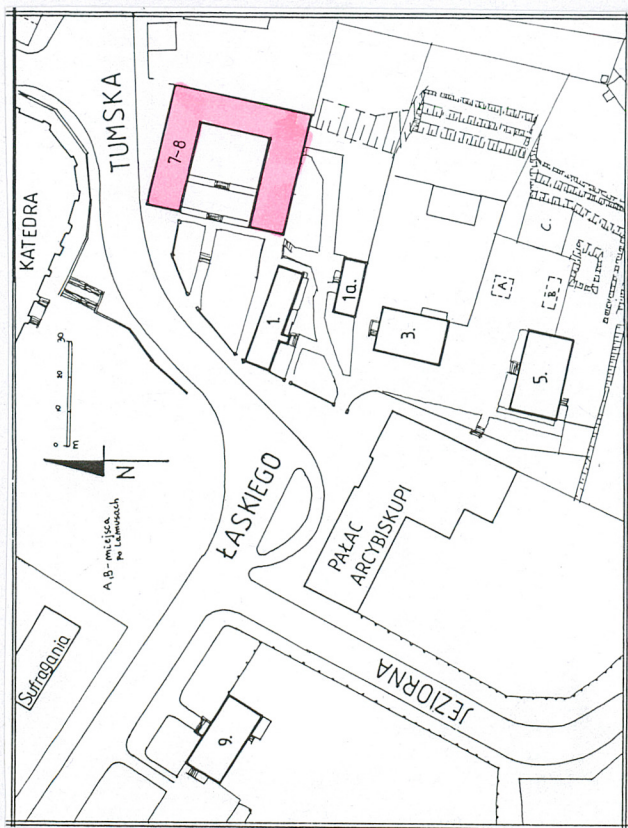 KATEDRA
TUMSKA
7-8
0 10 20 30
m
N
A,B-miejsca
po lamusach
ŁASKIEGO
1.
1a.
3.
A
B
C.
5.
PAŁAC
ARCYBISKUPI
Sufragania
JEZIORNA
9.